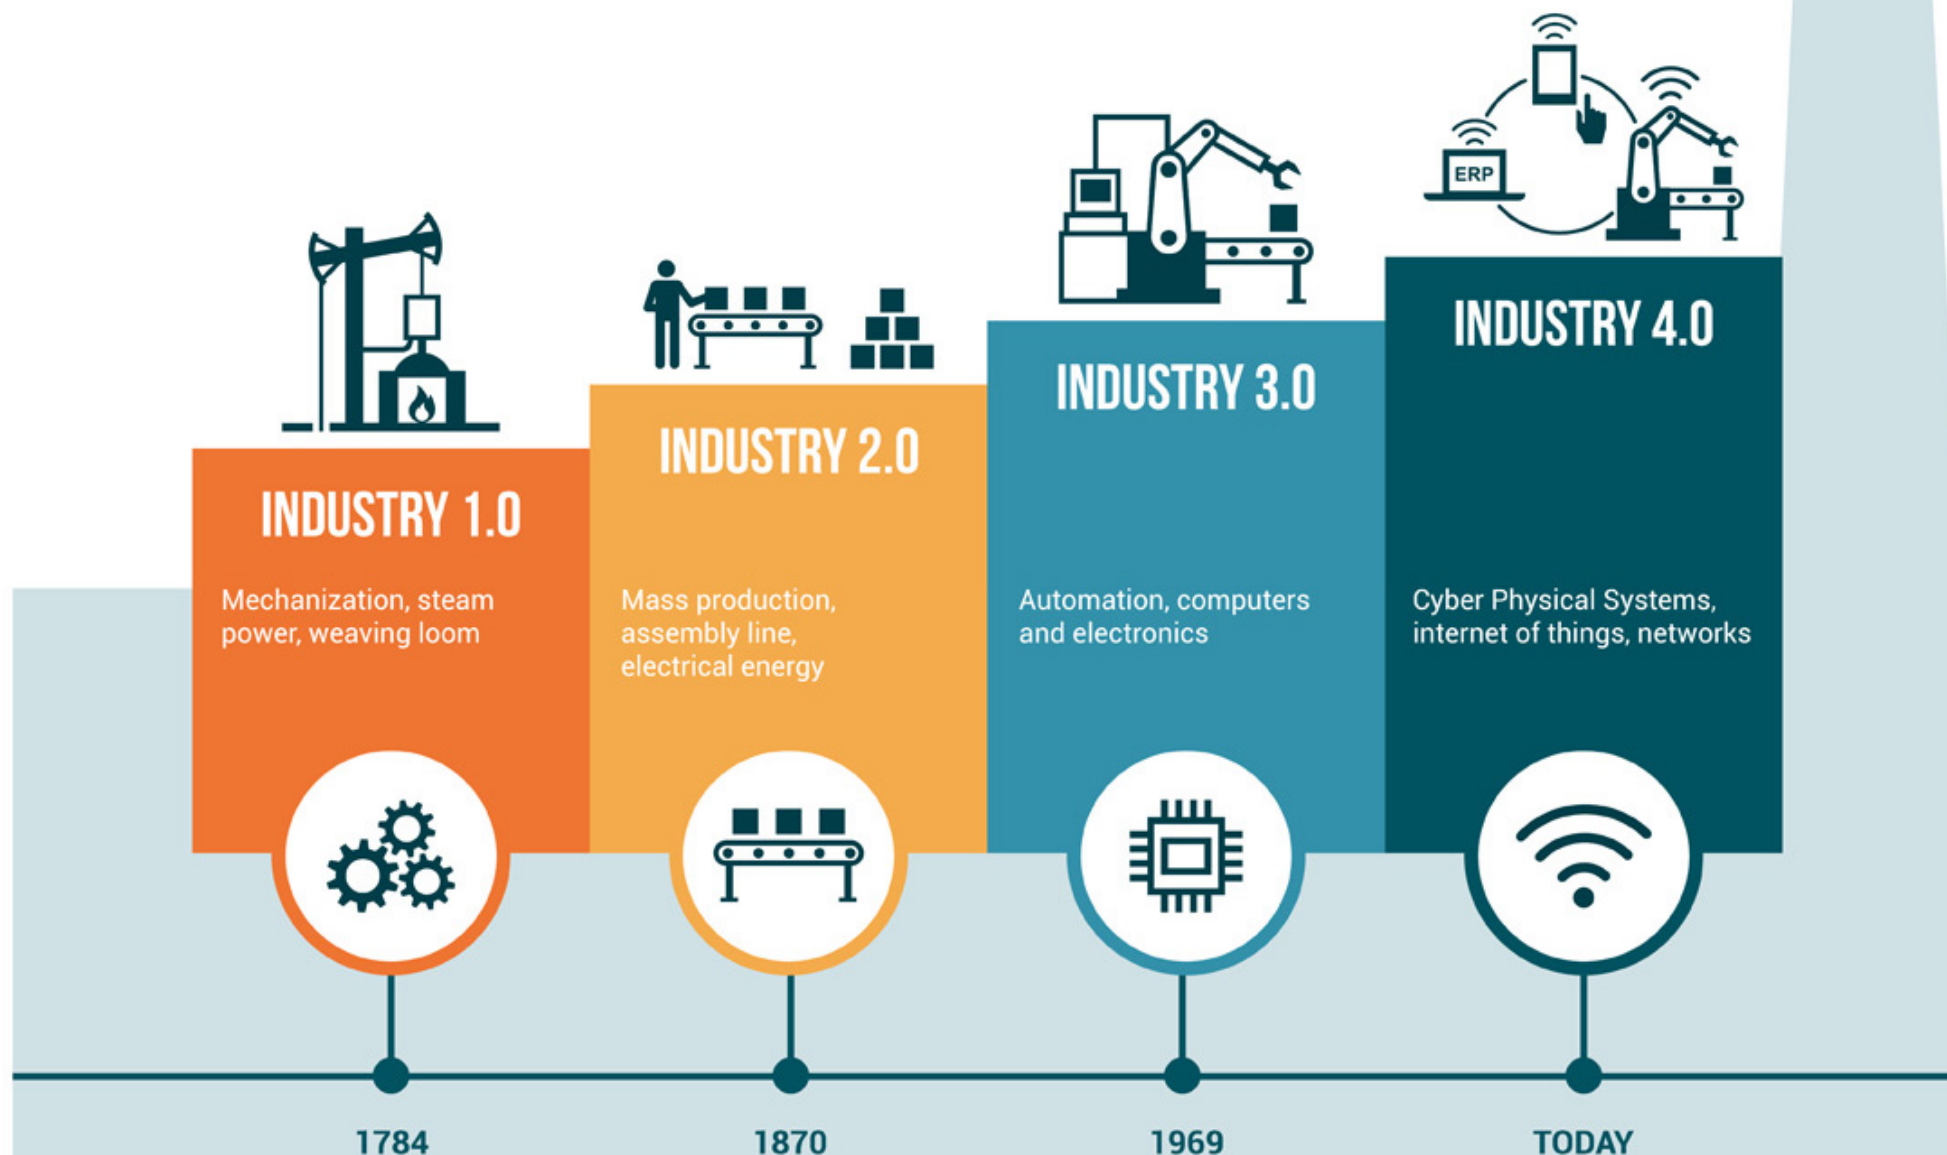 INDUSTRY 1.0
Mechanization, steam
power, weaving loom
1784
INDUSTRY 2.0
Mass production,
assembly line,
electrical energy
1870
INDUSTRY 3.0
Automation, computers
and electronics
1969
ERP
INDUSTRY 4.0
Cyber Physical Systems,
internet of things, networks
TODAY